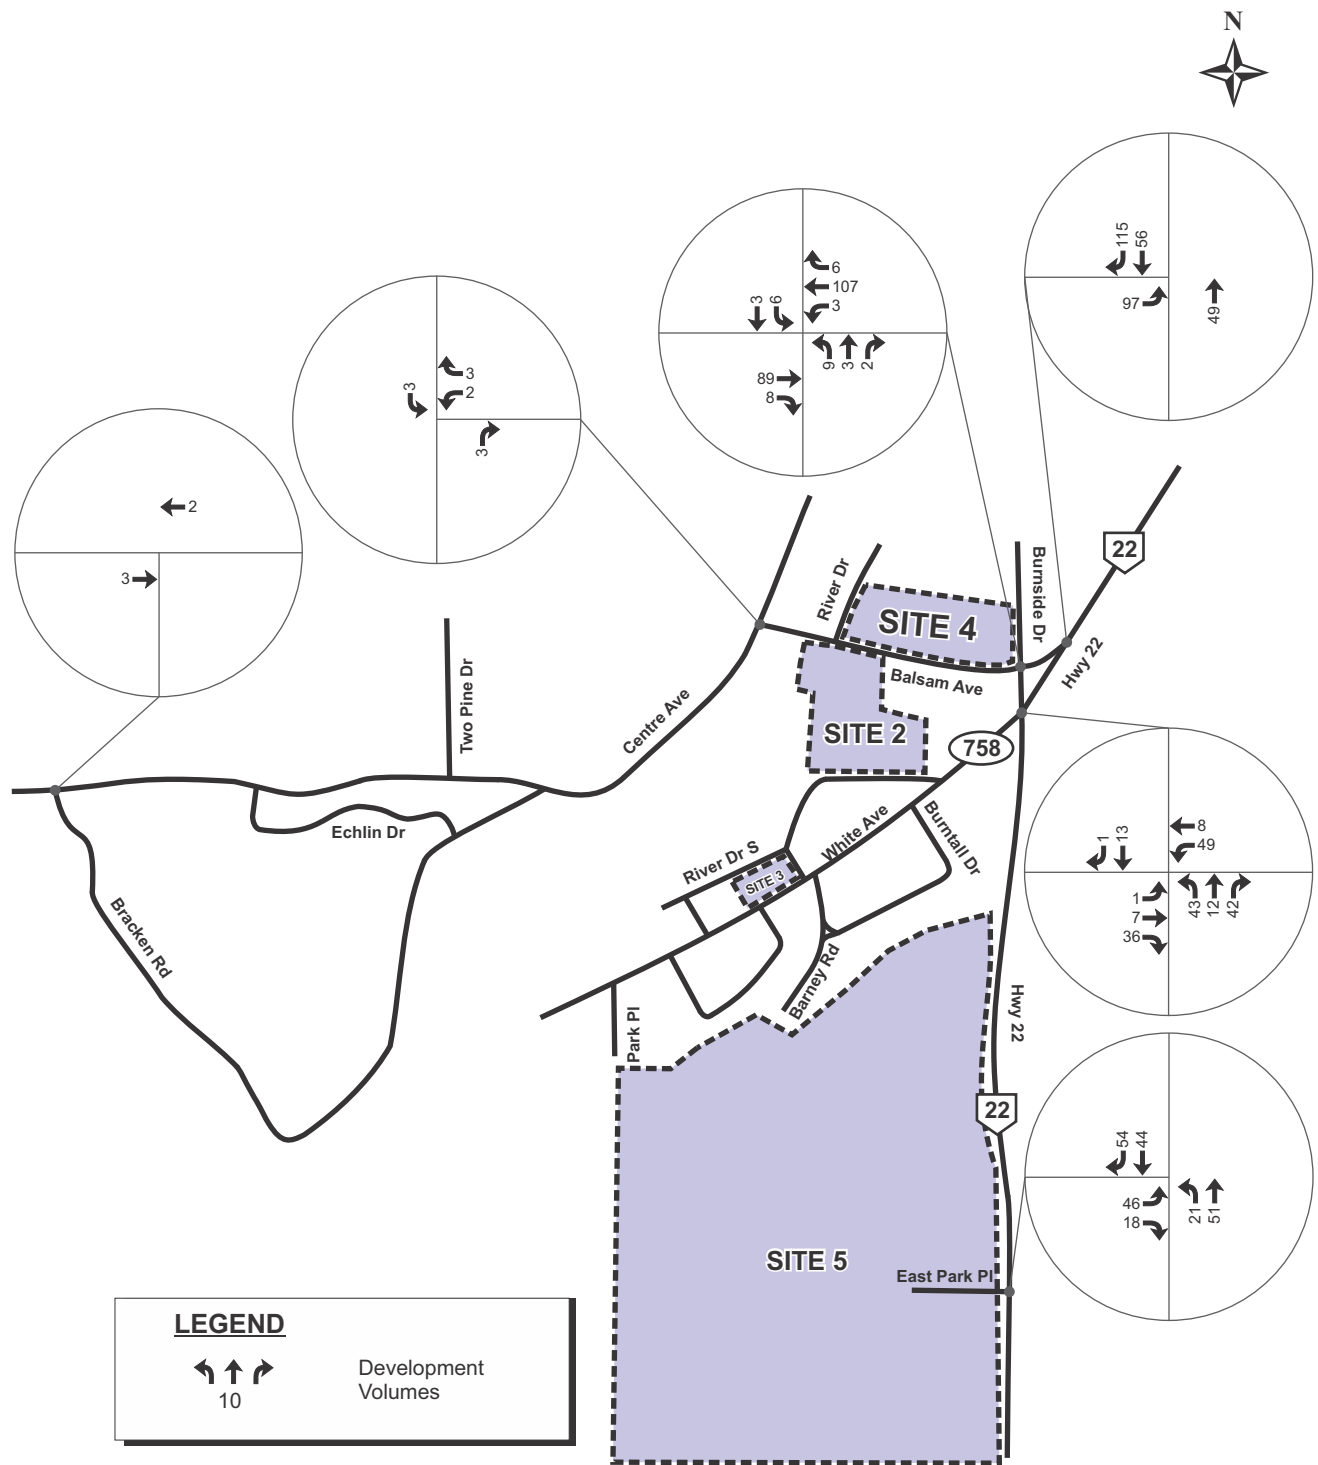 N
115
56
97
49
6
107
3
3
6
9
3
2
89
8
3
2
3
3
2
3
22
River Dr
Burnside Dr
SITE 4
Hwy 22
Balsam Ave
Two Pine Dr
Centre Ave
SITE 2
758
Echlin Dr
White Ave
Burntall Dr
River Dr S
SITE 3
Bracken Rd
1
13
8
49
1
7
36
43
12
42
Barney Rd
Hwy 22
Park Pl
22
54
44
46
18
21
51
SITE 5
East Park Pl
LEGEND
10
Development
Volumes